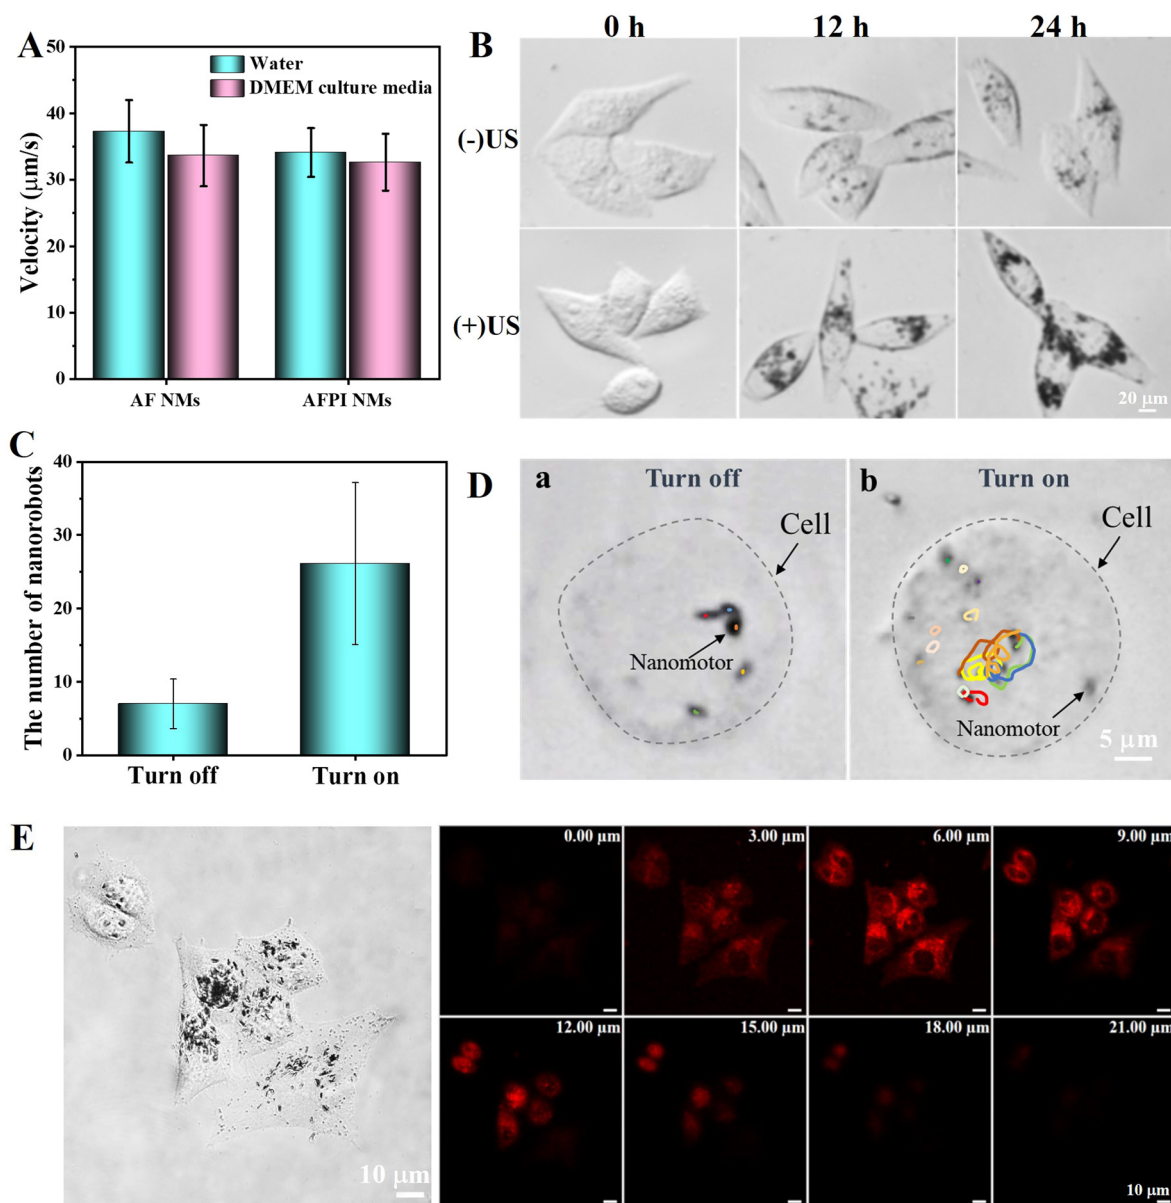 A
Water
DMEM culture media
50
40
30
20
10
0
Velocity (μm/s)
AF NMs
AFPI NMs
B
0 h
12 h
24 h
(-)US
(+)US
20 μm
C
40
30
20
10
0
The number of nanorobots
Turn off
Turn on
D
a
Turn off
Cell
Nanomotor
b
Turn on
Cell
Nanomotor
5 μm
E
10 μm
0.00 μm
3.00 μm
6.00 μm
9.00 μm
12.00 μm
15.00 μm
18.00 μm
21.00 μm
10 μm